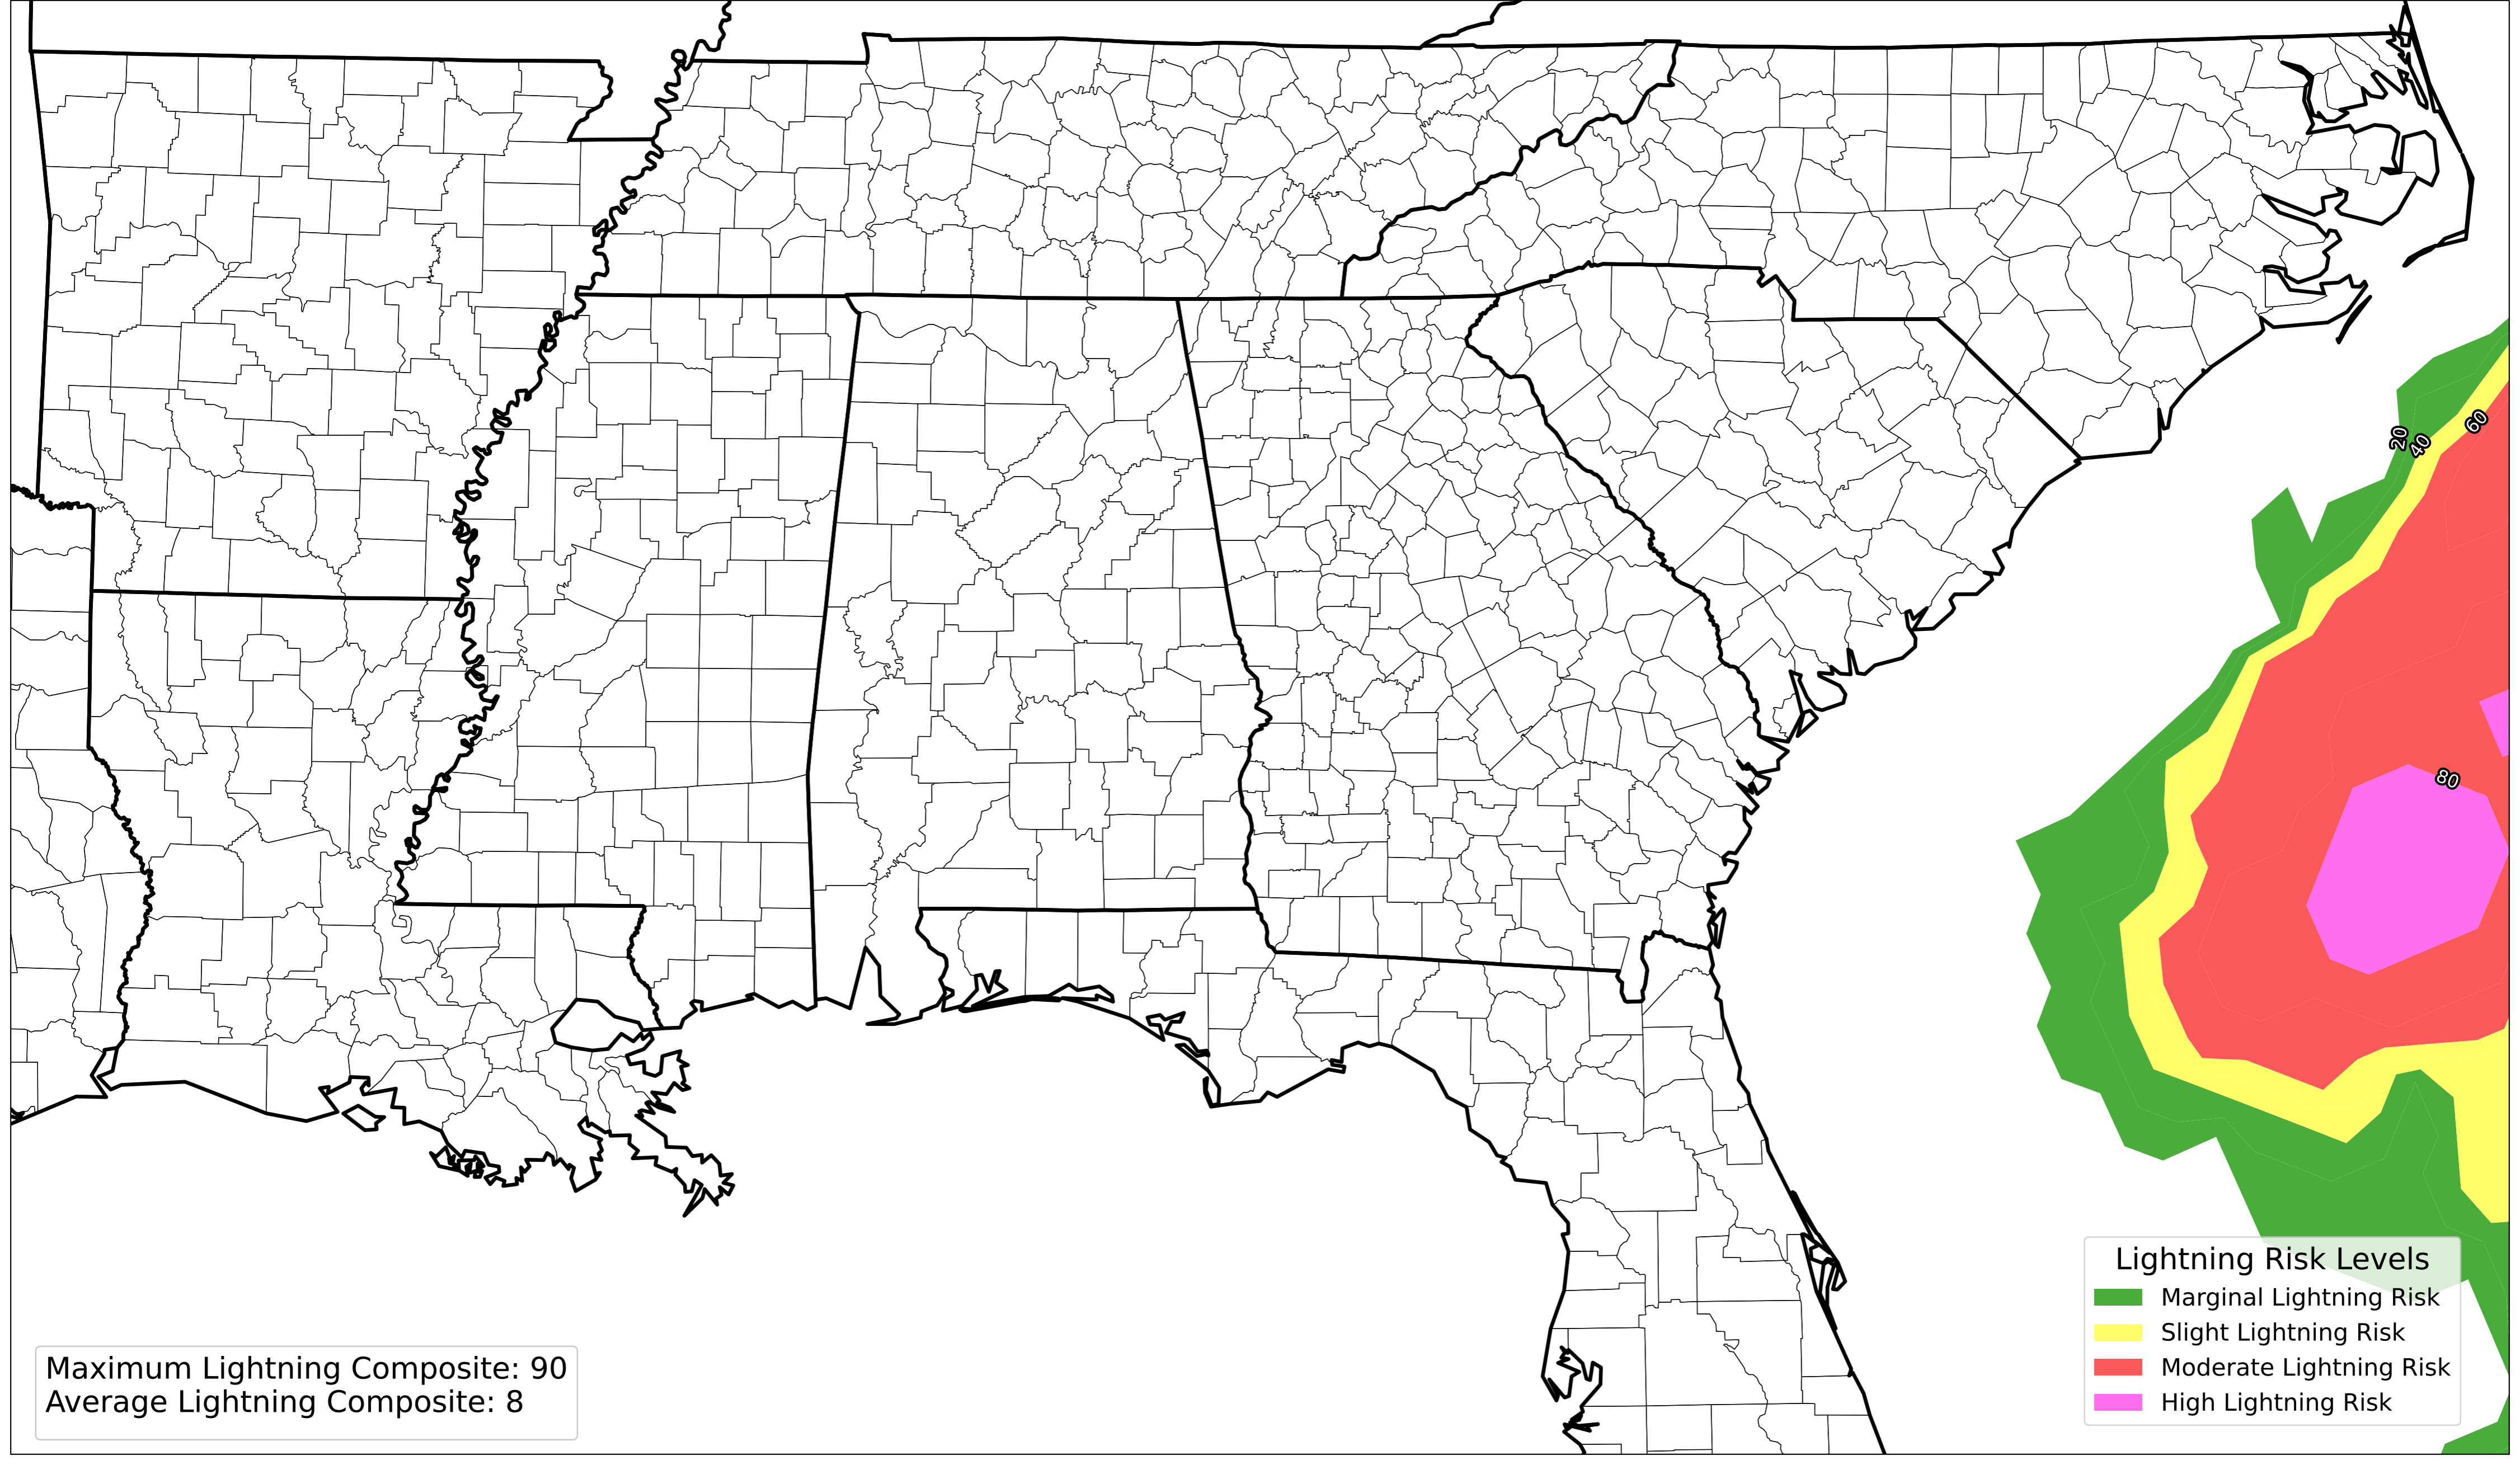 20
40
60
80
Lightning Risk Levels
Marginal Lightning Risk
Slight Lightning Risk
Moderate Lightning Risk
High Lightning Risk
Maximum Lightning Composite: 90
Average Lightning Composite: 8